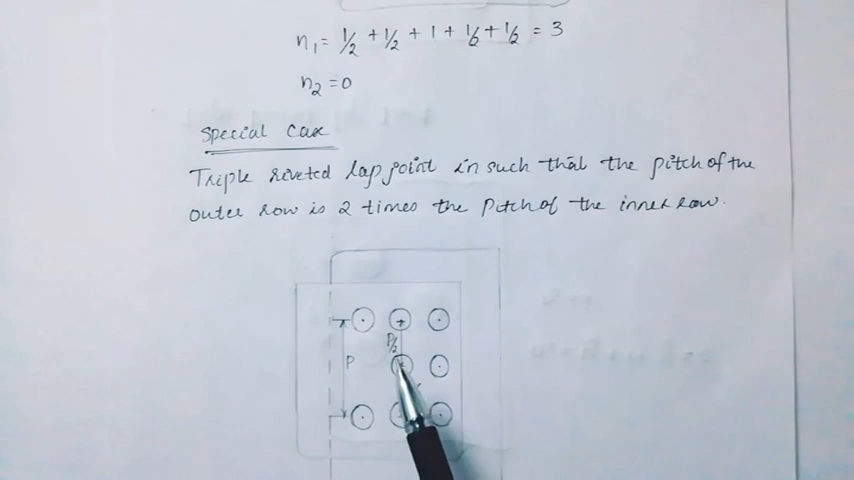 n₁ = 1/2 + 1/2 + 1 + 1/2 + 1/2 = 3
n₂ = 0
Special Case
Triple riveted lap joint in such that the pitch of the
outer row is 2 times the pitch of the inner row.
P/2
P